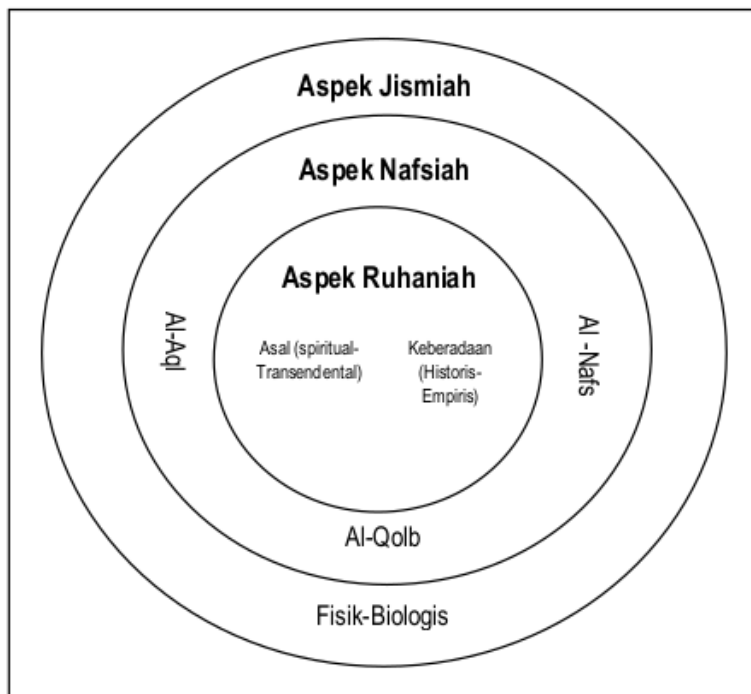 Aspek Jismiah
Aspek Nafsiah
Aspek Ruhaniah
Al-Aql
Asal (spiritual-
Transendental)
Keberadaan
(Historis-
Empiris)
Al -Nafs
Al-Qolb
Fisik-Biologis